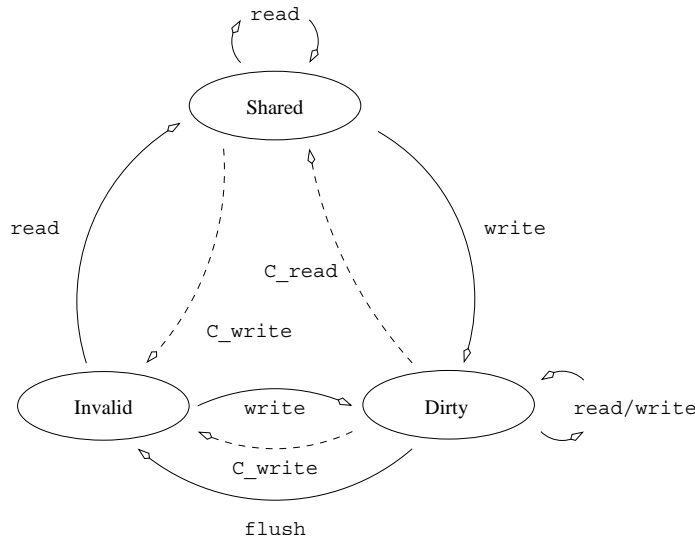 read
Shared
read
write
C_read
C_write
Invalid
write
Dirty
read/write
C_write
flush